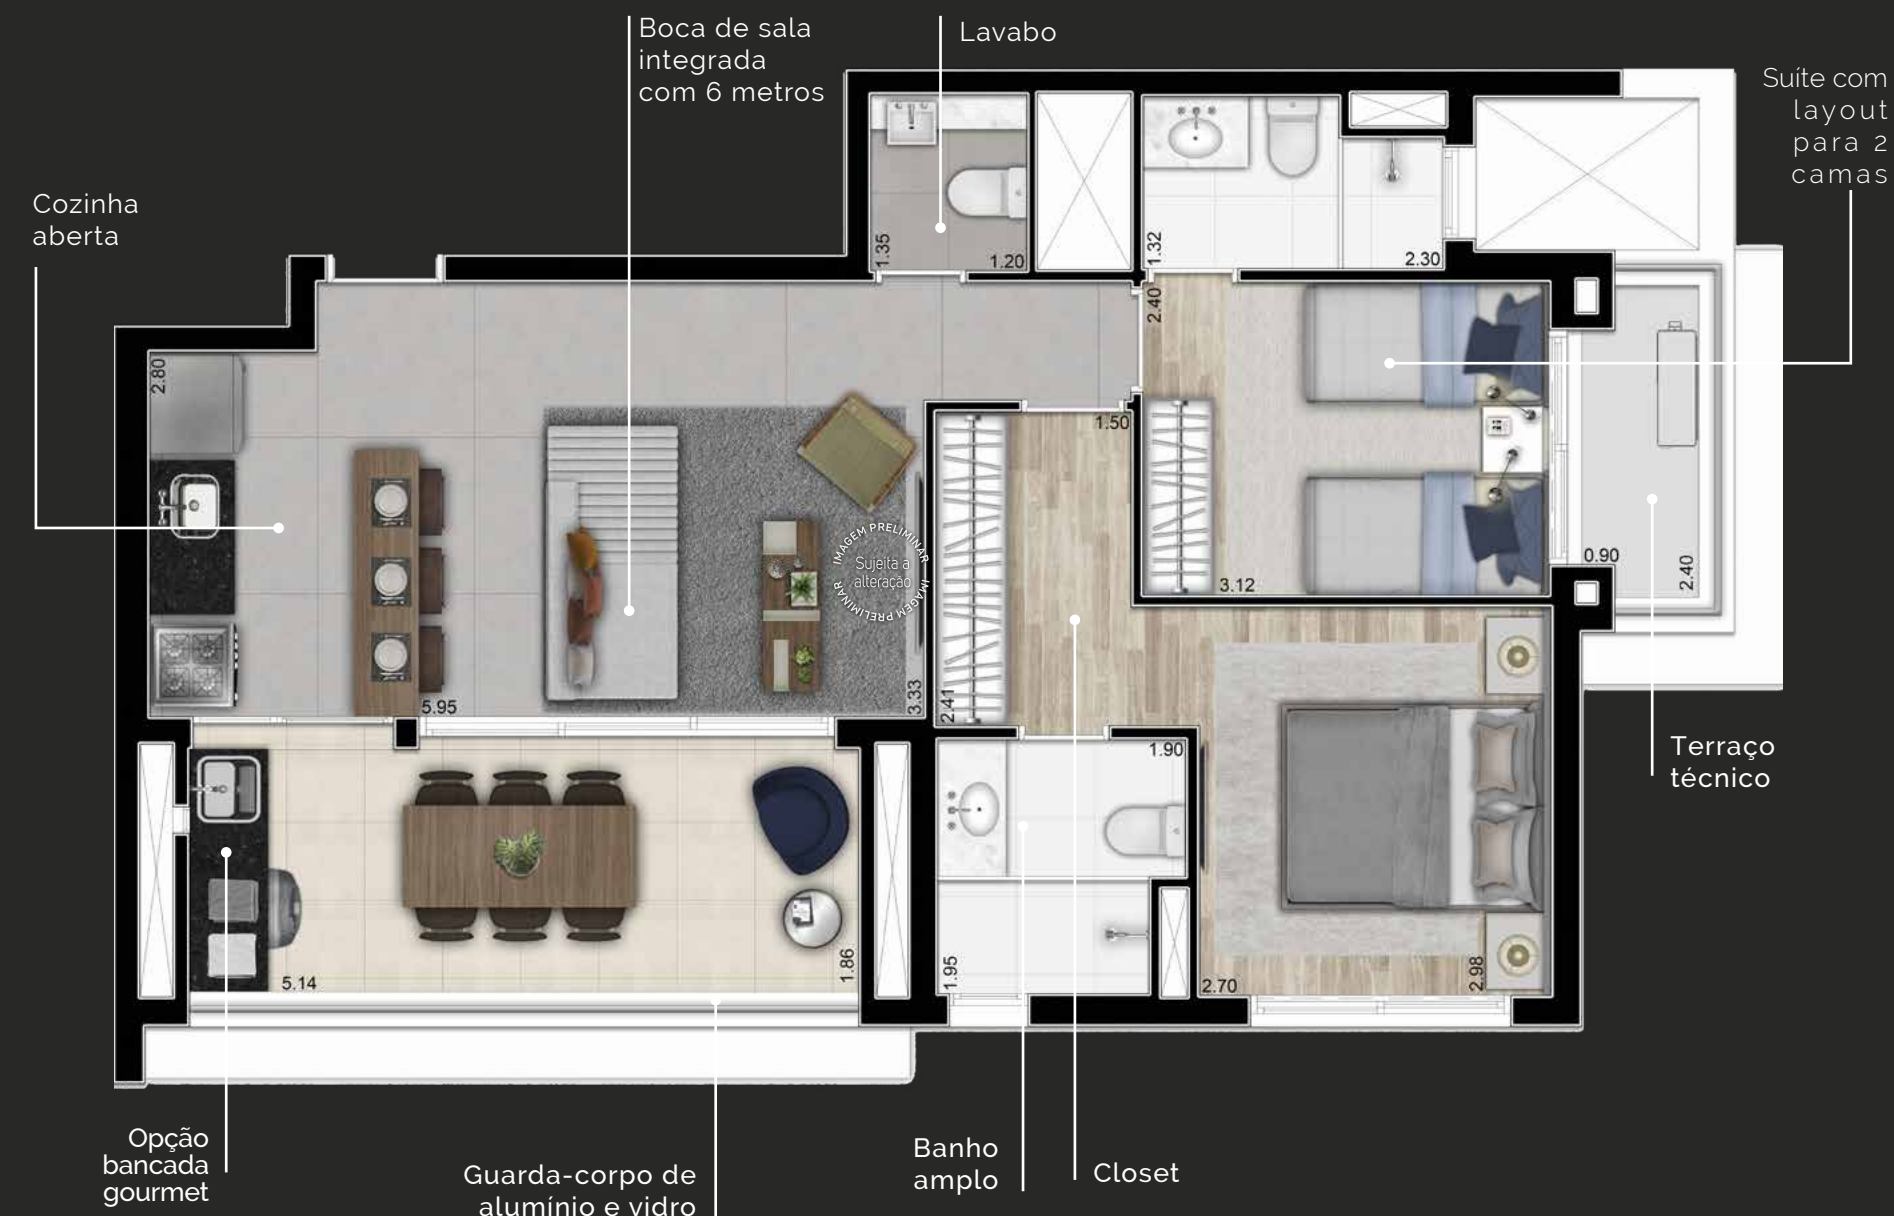 Boca de sala
integrada
com 6 metros
Lavabo
Suíte com
layout
para 2
camas
Cozinha
aberta
1.35
1.20
1.32
2.30
2.40
2.80
1.50
IMAGEM PRELIMINAR
Sujeita a
alteração
IMAGEM PRELIMINAR
3.12
0.90
2.40
5.95
3.33
2.41
1.90
Terraço
técnico
5.14
1.86
1.95
2.70
2.98
Opção
bancada
gourmet
Guarda-corpo de
alumínio e vidro
Banho
amplo
Closet